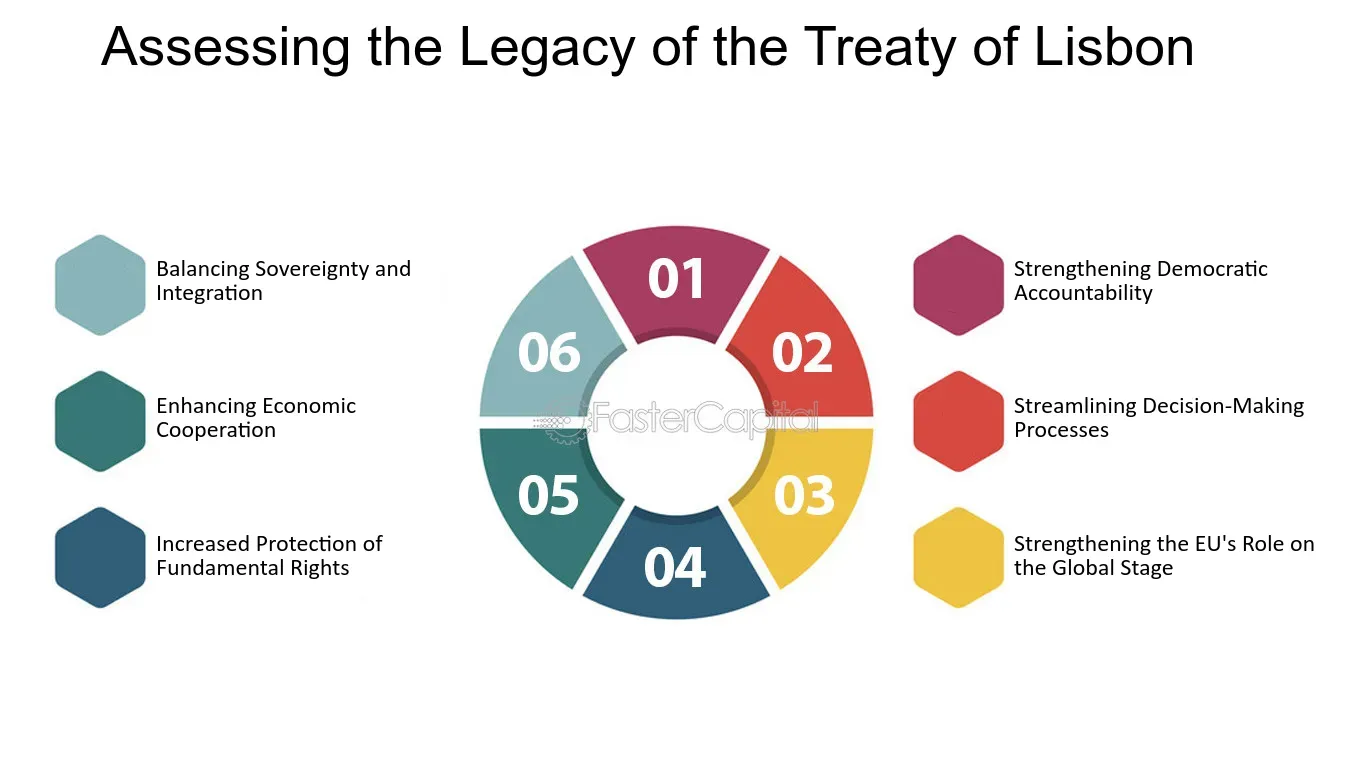 Assessing the Legacy of the Treaty of Lisbon
Balancing Sovereignty and
Integration
Enhancing Economic
Cooperation
Increased Protection of
Fundamental Rights
01
02
03
04
05
06
FasterCapital
Strengthening Democratic
Accountability
Streamlining Decision-Making
Processes
Strengthening the EU's Role on
the Global Stage